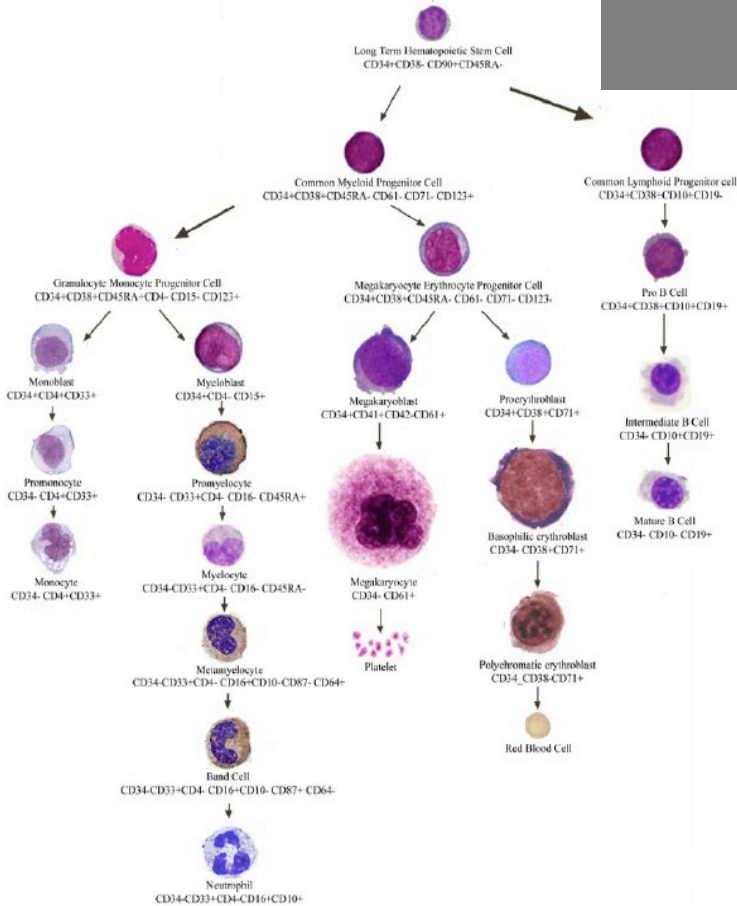 Long Term Hematopoietic Stem Cell
CD34+CD38- CD90+CD45RA-
Common Myeloid Progenitor Cell
CD34+CD38+CD45RA- CD61- CD71- CD123+
Common Lymphoid Progenitor cell
CD34+CD38+CD10+CD19-
Granulocyte Monocyte Progenitor Cell
CD34+CD38+CD45RA+CD4- CD15- CD123+
Megakaryocyte Erythrocyte Progenitor Cell
CD34+CD38+CD45RA- CD61- CD71- CD123-
Pro B Cell
CD34+CD38+CD10+CD19+
Monoblast
CD34+CD4+CD33+
Myeloblast
CD34+CD4- CD15+
Megakaryoblast
CD34+CD41+CD42-CD61+
Proerythroblast
CD34+CD38+CD71+
Intermediate B Cell
CD34- CD10+CD19+
Promonocyte
CD34- CD4+CD33+
Promyelocyte
CD34- CD33+CD4- CD16- CD45RA+
Basophilic erythroblast
CD34- CD38+CD71+
Mature B Cell
CD34- CD10- CD19+
Monocyte
CD34- CD4+CD33+
Myelocyte
CD34-CD33+CD4- CD16- CD45RA-
Megakaryocyte
CD34- CD61+
Metamyelocyte
CD34-CD33+CD4- CD16+CD10-CD87- CD64+
Platelet
Polychromatic erythroblast
CD34_CD38-CD71+
Red Blood Cell
Band Cell
CD34-CD33+CD4- CD16+CD10- CD87+ CD64-
Neutrophil
CD34-CD33+CD4-CD16+CD10+